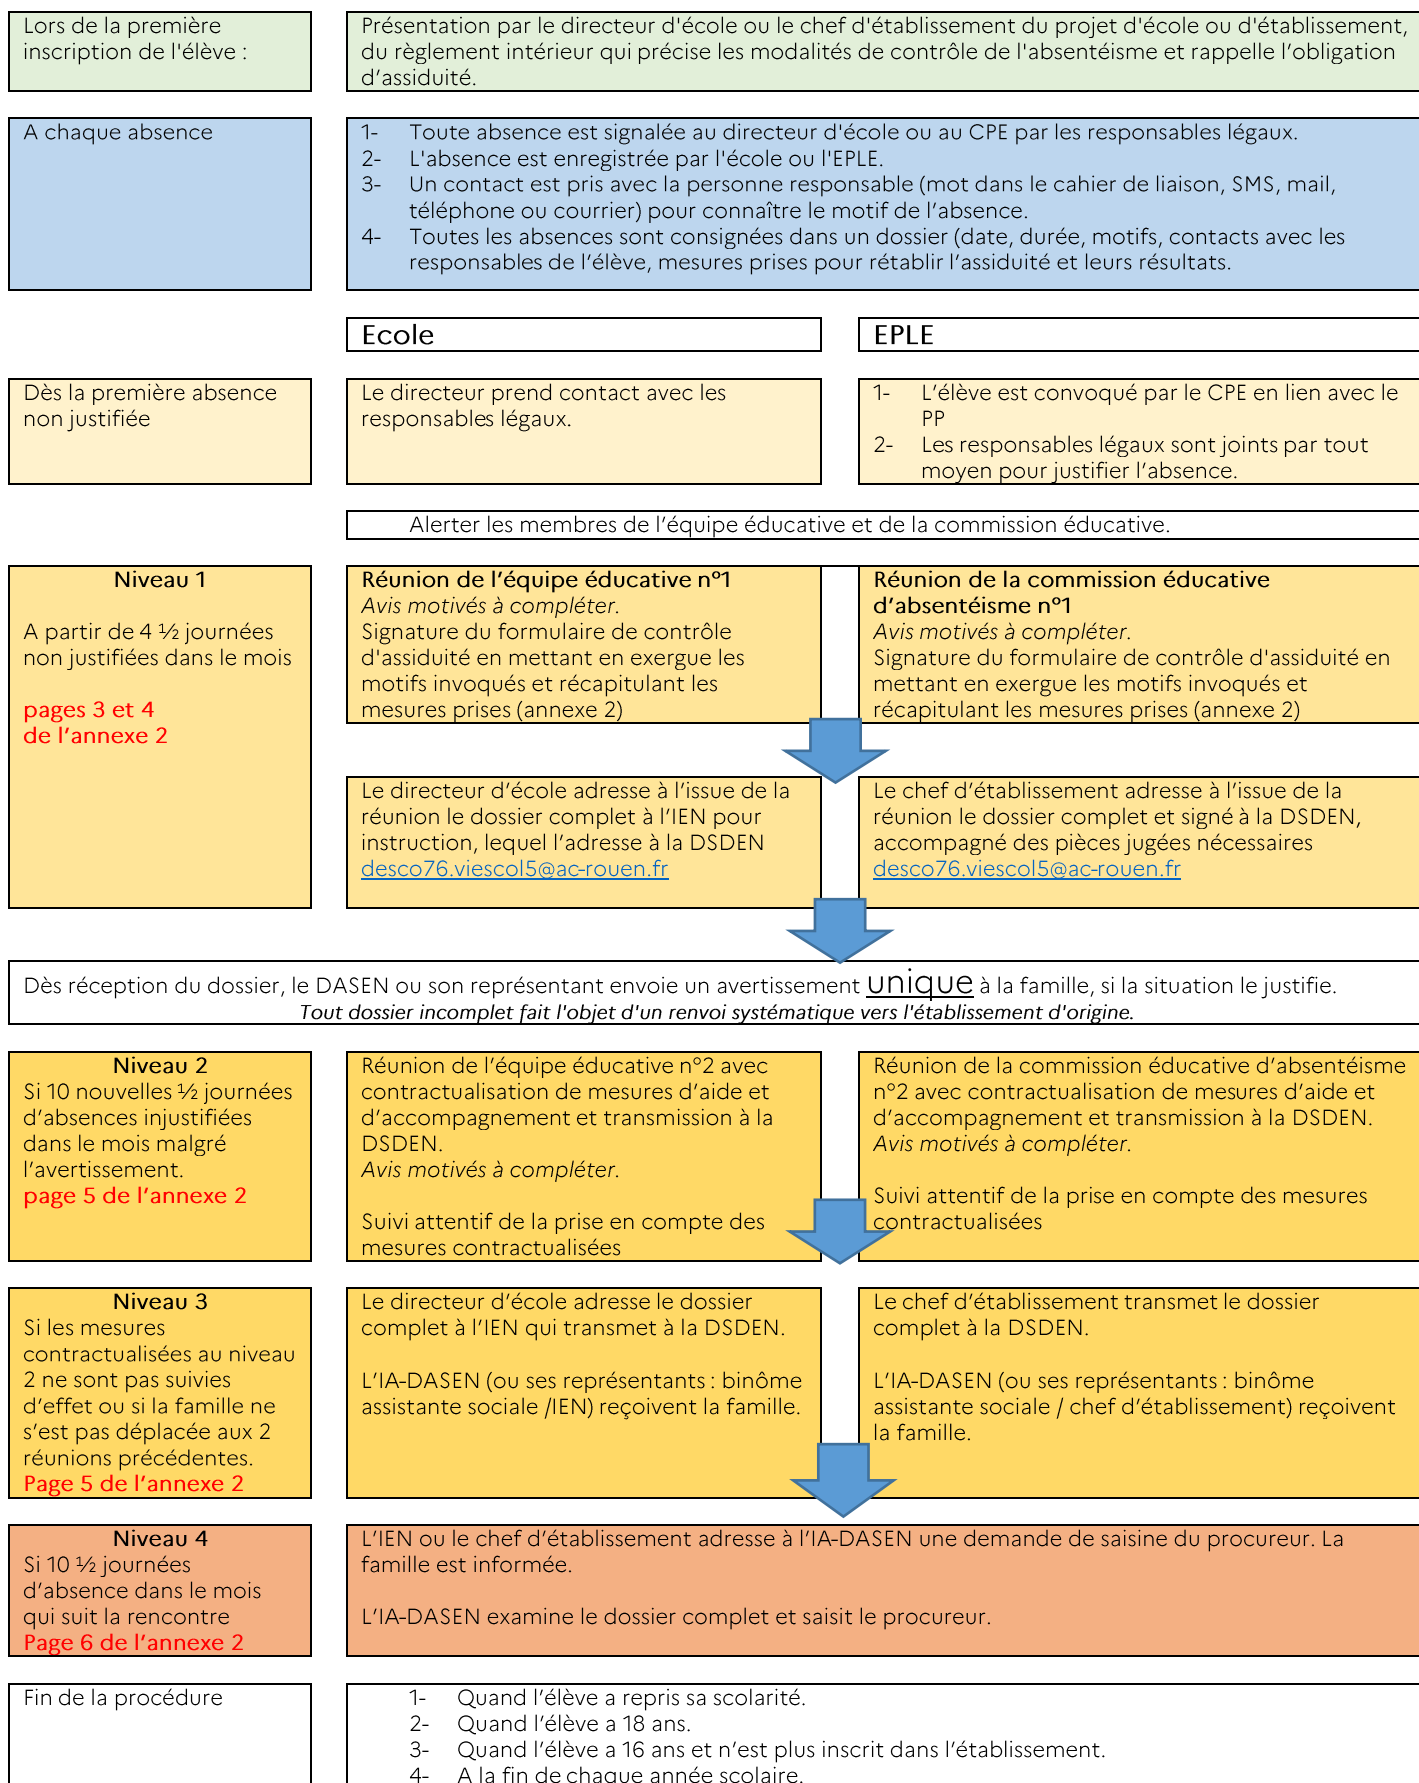 Lors de la première
inscription de l'élève :
Présentation par le directeur d'école ou le chef d'établissement du projet d'école ou d'établissement,
du règlement intérieur qui précise les modalités de contrôle de l'absentéisme et rappelle l’obligation
d’assiduité.
A chaque absence
1- Toute absence est signalée au directeur d'école ou au CPE par les responsables légaux.
2- L'absence est enregistrée par l'école ou l'EPLE.
3- Un contact est pris avec la personne responsable (mot dans le cahier de liaison, SMS, mail,
téléphone ou courrier) pour connaître le motif de l’absence.
4- Toutes les absences sont consignées dans un dossier (date, durée, motifs, contacts avec les
responsables de l’élève, mesures prises pour rétablir l’assiduité et leurs résultats.
Ecole
EPLE
Dès la première absence
non justifiée
Le directeur prend contact avec les
responsables légaux.
1- L’élève est convoqué par le CPE en lien avec le
PP
2- Les responsables légaux sont joints par tout
moyen pour justifier l’absence.
Alerter les membres de l’équipe éducative et de la commission éducative.
Niveau 1
A partir de 4 ½ journées
non justifiées dans le mois
pages 3 et 4
de l’annexe 2
Réunion de l’équipe éducative n°1
Avis motivés à compléter.
Signature du formulaire de contrôle
d'assiduité en mettant en exergue les
motifs invoqués et récapitulant les
mesures prises (annexe 2)
Réunion de la commission éducative
d’absentéisme n°1
Avis motivés à compléter.
Signature du formulaire de contrôle d'assiduité en
mettant en exergue les motifs invoqués et
récapitulant les mesures prises (annexe 2)
Le directeur d’école adresse à l’issue de la
réunion le dossier complet à l’IEN pour
instruction, lequel l’adresse à la DSDEN
desco76.viescol5@ac-rouen.fr
Le chef d’établissement adresse à l’issue de la
réunion le dossier complet et signé à la DSDEN,
accompagné des pièces jugées nécessaires
desco76.viescol5@ac-rouen.fr
Dès réception du dossier, le DASEN ou son représentant envoie un avertissement unique à la famille, si la situation le justifie.
Tout dossier incomplet fait l'objet d'un renvoi systématique vers l'établissement d'origine.
Niveau 2
Si 10 nouvelles ½ journées
d’absences injustifiées
dans le mois malgré
l’avertissement.
page 5 de l’annexe 2
Réunion de l’équipe éducative n°2 avec
contractualisation de mesures d’aide et
d’accompagnement et transmission à la
DSDEN.
Avis motivés à compléter.
Suivi attentif de la prise en compte des
mesures contractualisées
Réunion de la commission éducative d’absentéisme
n°2 avec contractualisation de mesures d’aide et
d’accompagnement et transmission à la DSDEN.
Avis motivés à compléter.
Suivi attentif de la prise en compte des mesures
contractualisées
Niveau 3
Si les mesures
contractualisées au niveau
2 ne sont pas suivies
d’effet ou si la famille ne
s’est pas déplacée aux 2
réunions précédentes.
Page 5 de l’annexe 2
Le directeur d’école adresse le dossier
complet à l’IEN qui transmet à la DSDEN.
L’IA-DASEN (ou ses représentants : binôme
assistante sociale /IEN) reçoivent la famille.
Le chef d’établissement transmet le dossier
complet à la DSDEN.
L’IA-DASEN (ou ses représentants : binôme
assistante sociale / chef d’établissement) reçoivent
la famille.
Niveau 4
Si 10 ½ journées
d’absence dans le mois
qui suit la rencontre
Page 6 de l’annexe 2
L’IEN ou le chef d’établissement adresse à l’IA-DASEN une demande de saisine du procureur. La
famille est informée.
L’IA-DASEN examine le dossier complet et saisit le procureur.
Fin de la procédure
1- Quand l’élève a repris sa scolarité.
2- Quand l’élève a 18 ans.
3- Quand l’élève a 16 ans et n’est plus inscrit dans l’établissement.
4- A la fin de chaque année scolaire.